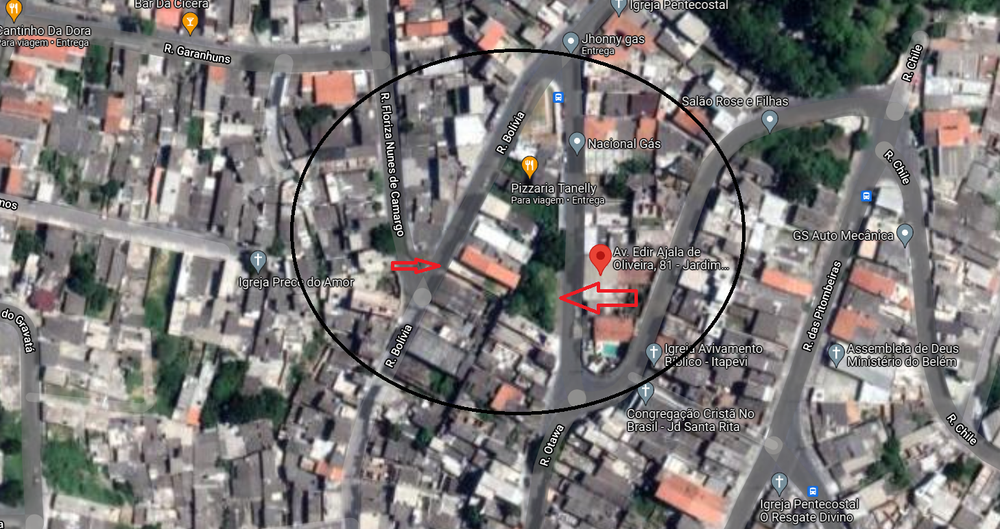 Bar Da Cicera
Igreja Pentecostal
Cantinho Da Dora
Para viagem • Entrega
R. Garanhuns
Jhonny gas
Entrega
R. Chile
R. Floriza Nunes de Camargo
R. Bolívia
Salão Rose e Filhas
Nacional Gás
R. Chile
Pizzaria Tanelly
Para viagem • Entrega
nos
GS Auto Mecânica
Av. Edir Ajala de
Oliveira, 81 - Jardim...
Igreja Prece do Amor
R. das Pitombeiras
do Gravatá
R. Bolívia
Igreja Avivamento
Bíblico - Itapevi
Assembleia de Deus
Ministério do Belém
Congregação Cristã No
Brasil - Jd Santa Rita
R. Otawa
R. Chile
Igreja Pentecostal
O Resgate Divino